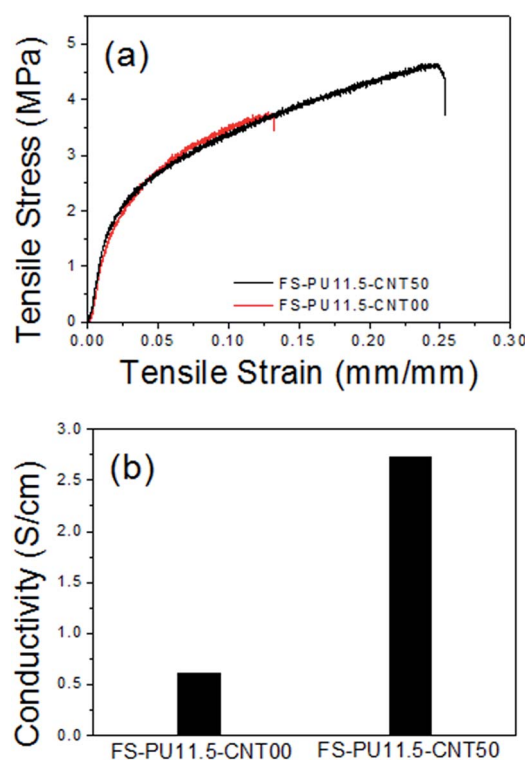 (a)
Tensile Stress (MPa)
5
4
3
2
1
0
FS-PU11.5-CNT50
FS-PU11.5-CNT00
0.00 0.05 0.10 0.15 0.20 0.25 0.30
Tensile Strain (mm/mm)
(b)
Conductivity (S/cm)
3.0
2.5
2.0
1.5
1.0
0.5
0.0
FS-PU11.5-CNT00 FS-PU11.5-CNT50